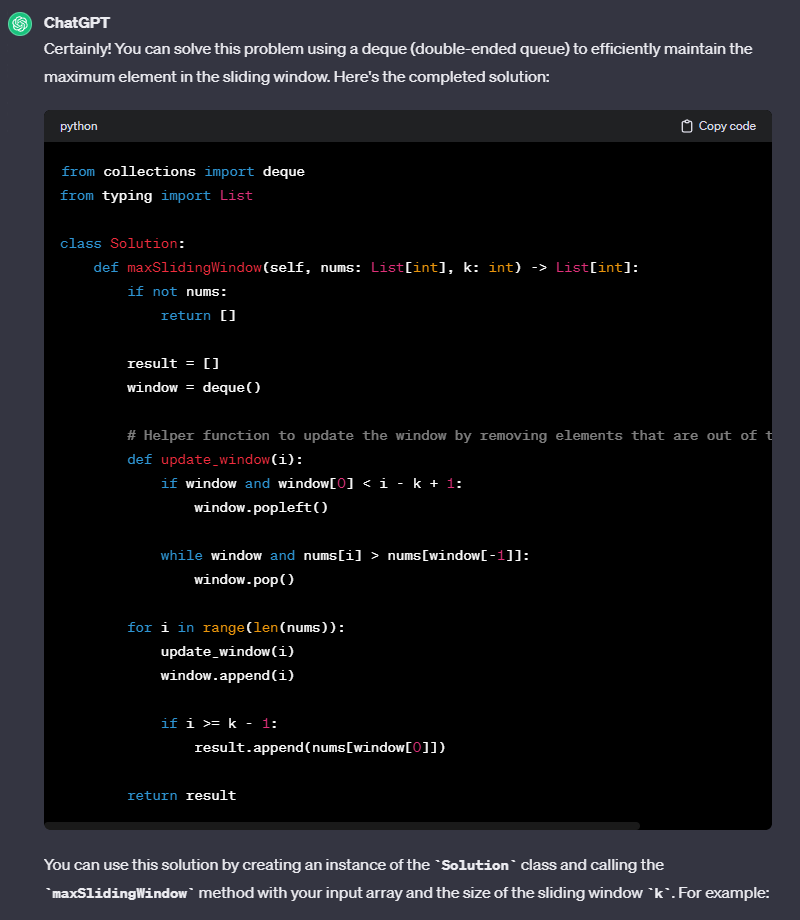 ChatGPT
Certainly! You can solve this problem using a deque (double-ended queue) to efficiently maintain the
maximum element in the sliding window. Here's the completed solution:
python Copy code
from collections import deque
from typing import List
class Solution:
    def maxSlidingWindow(self, nums: List[int], k: int) -> List[int]:
        if not nums:
            return []
        result = []
        window = deque()
        # Helper function to update the window by removing elements that are out of t
        def update_window(i):
            if window and window[0] < i - k + 1:
                window.popleft()
            while window and nums[i] > nums[window[-1]]:
                window.pop()
        for i in range(len(nums)):
            update_window(i)
            window.append(i)
            if i >= k - 1:
                result.append(nums[window[0]])
        return result
You can use this solution by creating an instance of the `Solution` class and calling the
`maxSlidingWindow` method with your input array and the size of the sliding window `k`. For example: